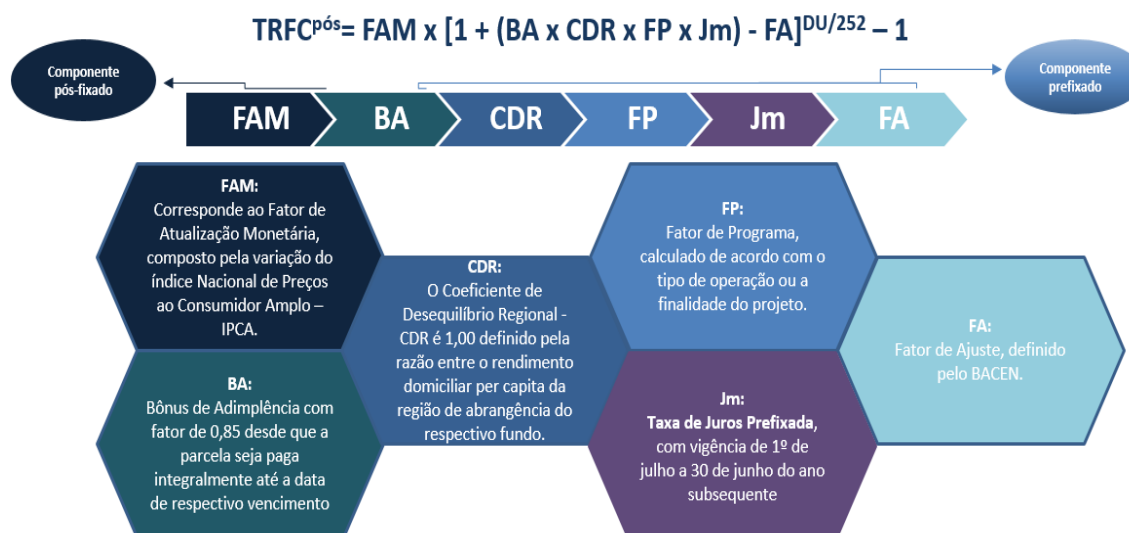 TRFCpós= FAM x [1 + (BA x CDR x FP x Jm) - FA]DU/252 – 1
Componente
pós-fixado
Componente
prefixado
FAM
BA
CDR
FP
Jm
FA
FAM:
Corresponde ao Fator de
Atualização Monetária,
composto pela variação do
índice Nacional de Preços
ao Consumidor Amplo –
IPCA.
BA:
Bônus de Adimplência com
fator de 0,85 desde que a
parcela seja paga
integralmente até a data
de respectivo vencimento
CDR:
O Coeficiente de
Desequilíbrio Regional -
CDR é 1,00 definido pela
razão entre o rendimento
domiciliar per capita da
região de abrangência do
respectivo fundo.
FP:
Fator de Programa,
calculado de acordo com o
tipo de operação ou a
finalidade do projeto.
Jm:
Taxa de Juros Prefixada,
com vigência de 1º de
julho a 30 de junho do ano
subsequente
FA:
Fator de Ajuste, definido
pelo BACEN.